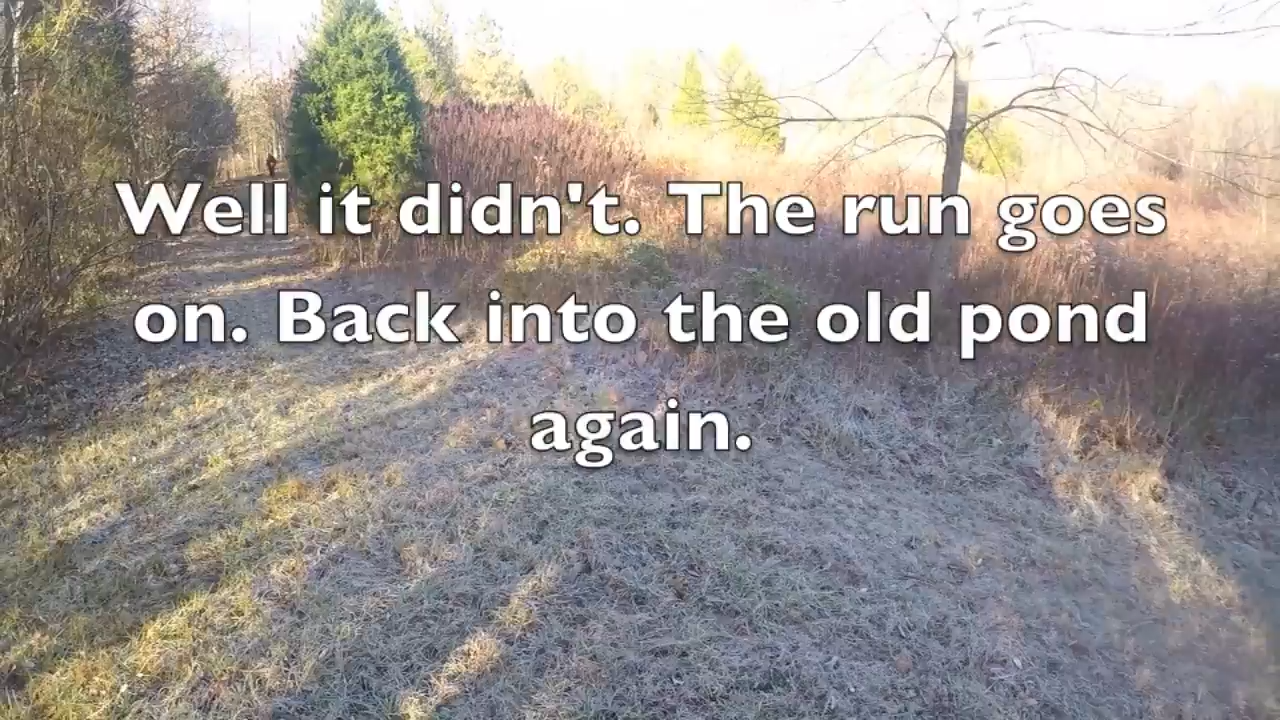 Well it didn't. The run goes
on. Back into the old pond
again.